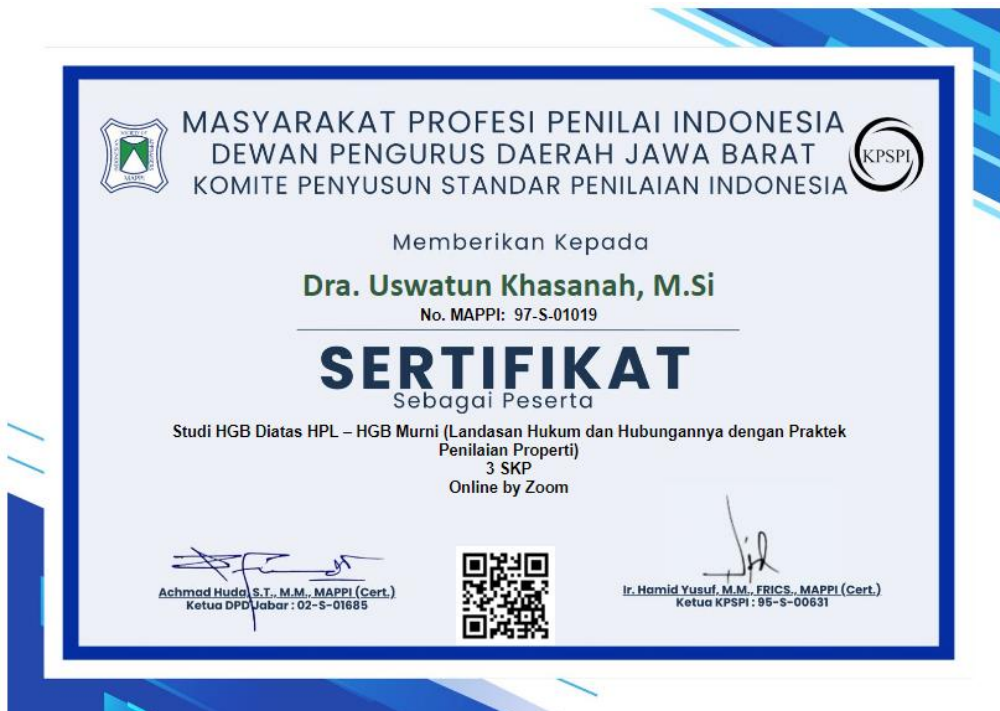 MASYARAKAT PROFESI PENILAI INDONESIA
DEWAN PENGURUS DAERAH JAWA BARAT
KOMITE PENYUSUN STANDAR PENILAIAN INDONESIA
MAPPI
KPSPI
Memberikan Kepada
Dra. Uswatun Khasanah, M.Si
No. MAPPI: 97-S-01019
SERTIFIKAT
Sebagai Peserta
Studi HGB Diatas HPL – HGB Murni (Landasan Hukum dan Hubungannya dengan Praktek
Penilaian Properti)
3 SKP
Online by Zoom
Achmad Huda, S.T., M.M., MAPPI (Cert.)
Ketua DPD Jabar : 02-S-01685
Ir. Hamid Yusuf, M.M., FRICS., MAPPI (Cert.)
Ketua KPSPI : 95-S-00631